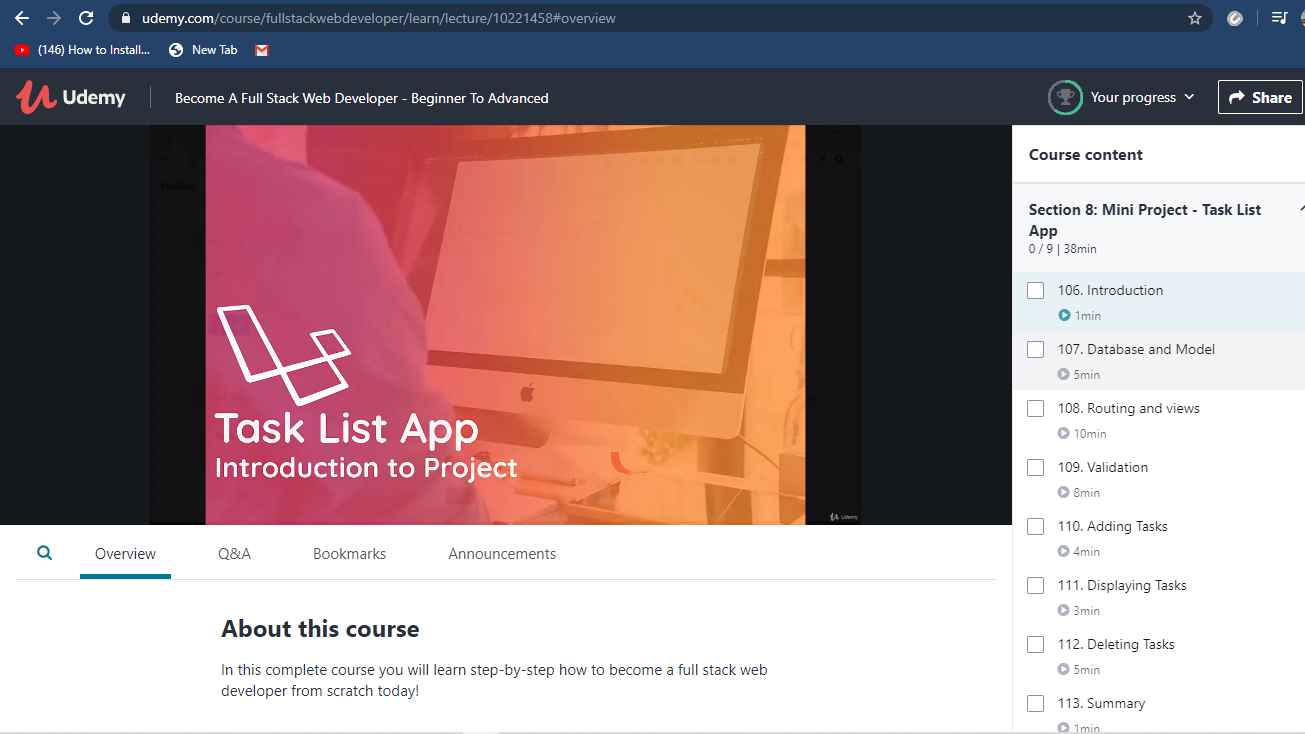 udemy.com/course/fullstackwebdeveloper/learn/lecture/10221458#overview
(146) How to Install... New Tab
Udemy Become A Full Stack Web Developer - Beginner To Advanced Your progress Share
Task List App
Introduction to Project
Udemy
Course content
Section 8: Mini Project - Task List
App
0 / 9 | 38min
106. Introduction
1min
107. Database and Model
5min
108. Routing and views
10min
109. Validation
8min
110. Adding Tasks
4min
111. Displaying Tasks
3min
112. Deleting Tasks
5min
113. Summary
1min
Overview Q&A Bookmarks Announcements
About this course
In this complete course you will learn step-by-step how to become a full stack web
developer from scratch today!